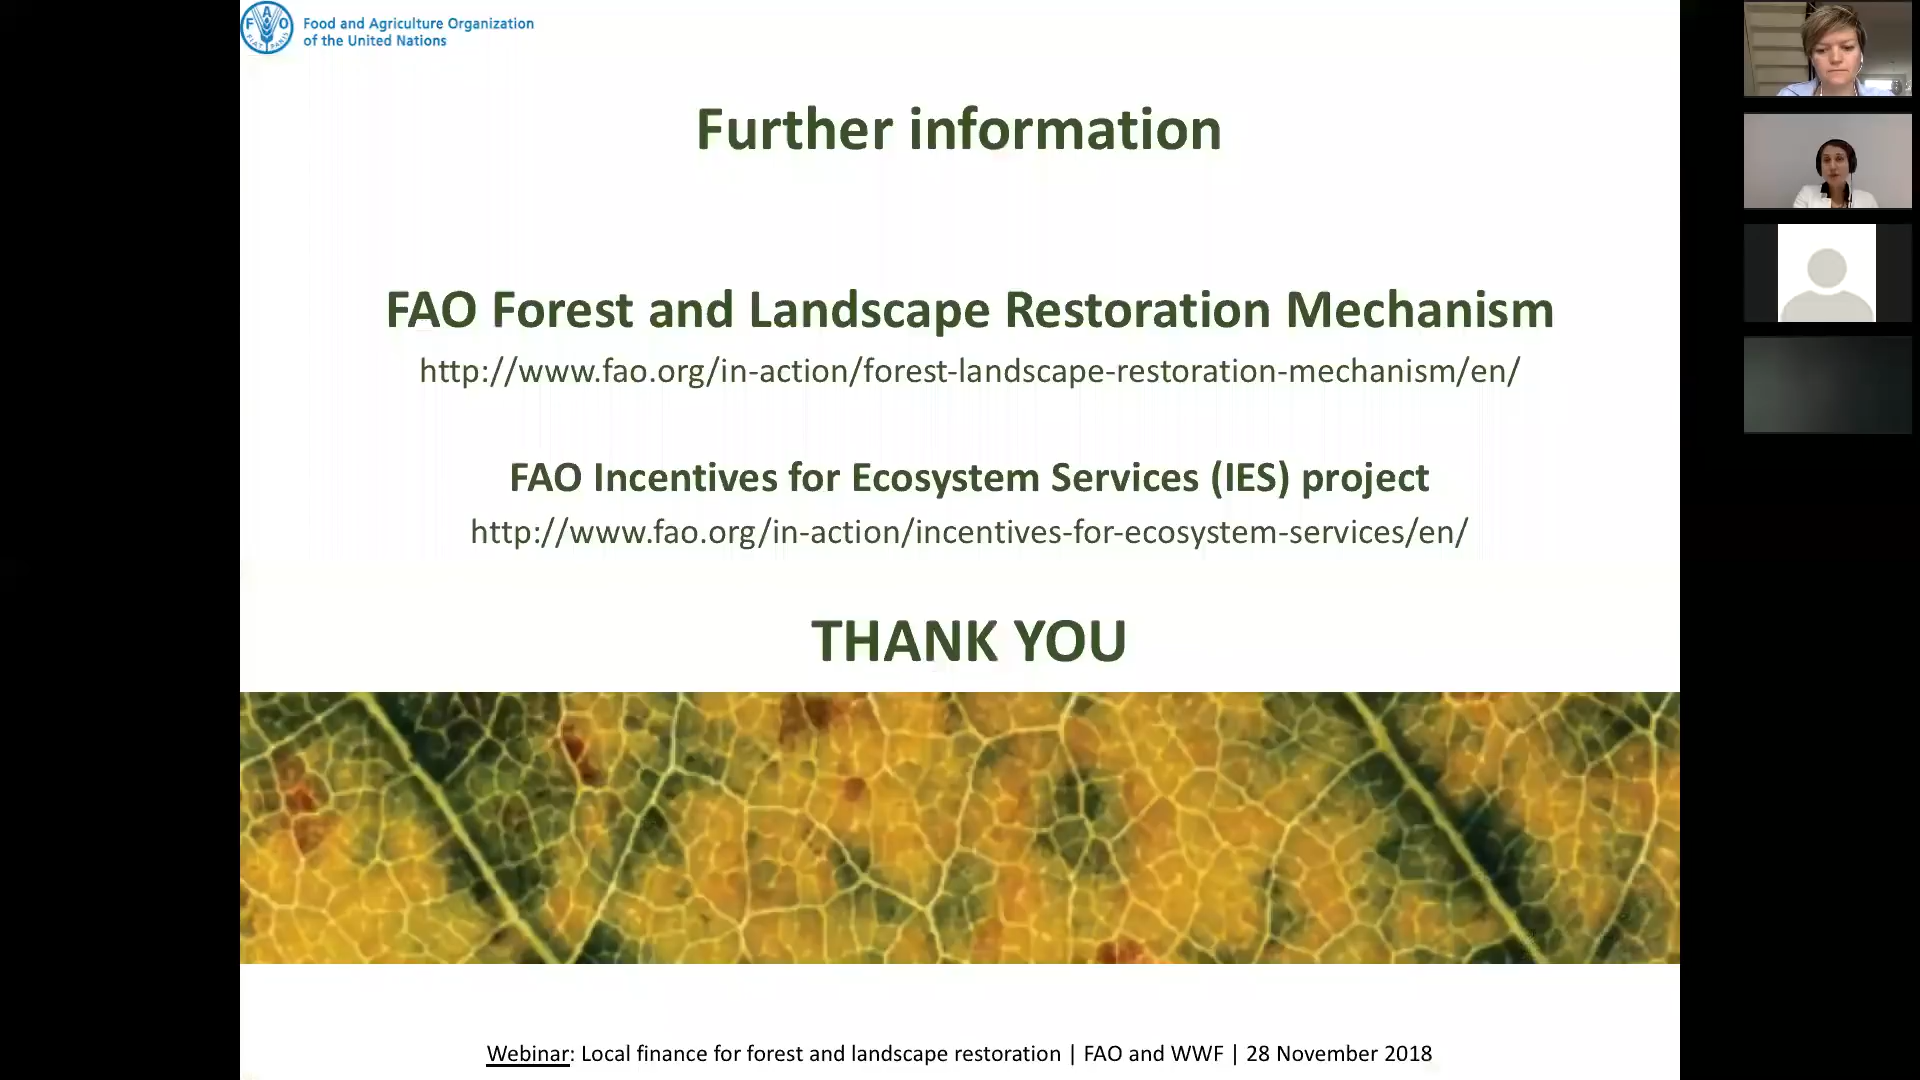 Food and Agriculture Organization
of the United Nations
Further information
FAO Forest and Landscape Restoration Mechanism
http://www.fao.org/in-action/forest-landscape-restoration-mechanism/en/
FAO Incentives for Ecosystem Services (IES) project
http://www.fao.org/in-action/incentives-for-ecosystem-services/en/
THANK YOU
Webinar: Local finance for forest and landscape restoration | FAO and WWF | 28 November 2018